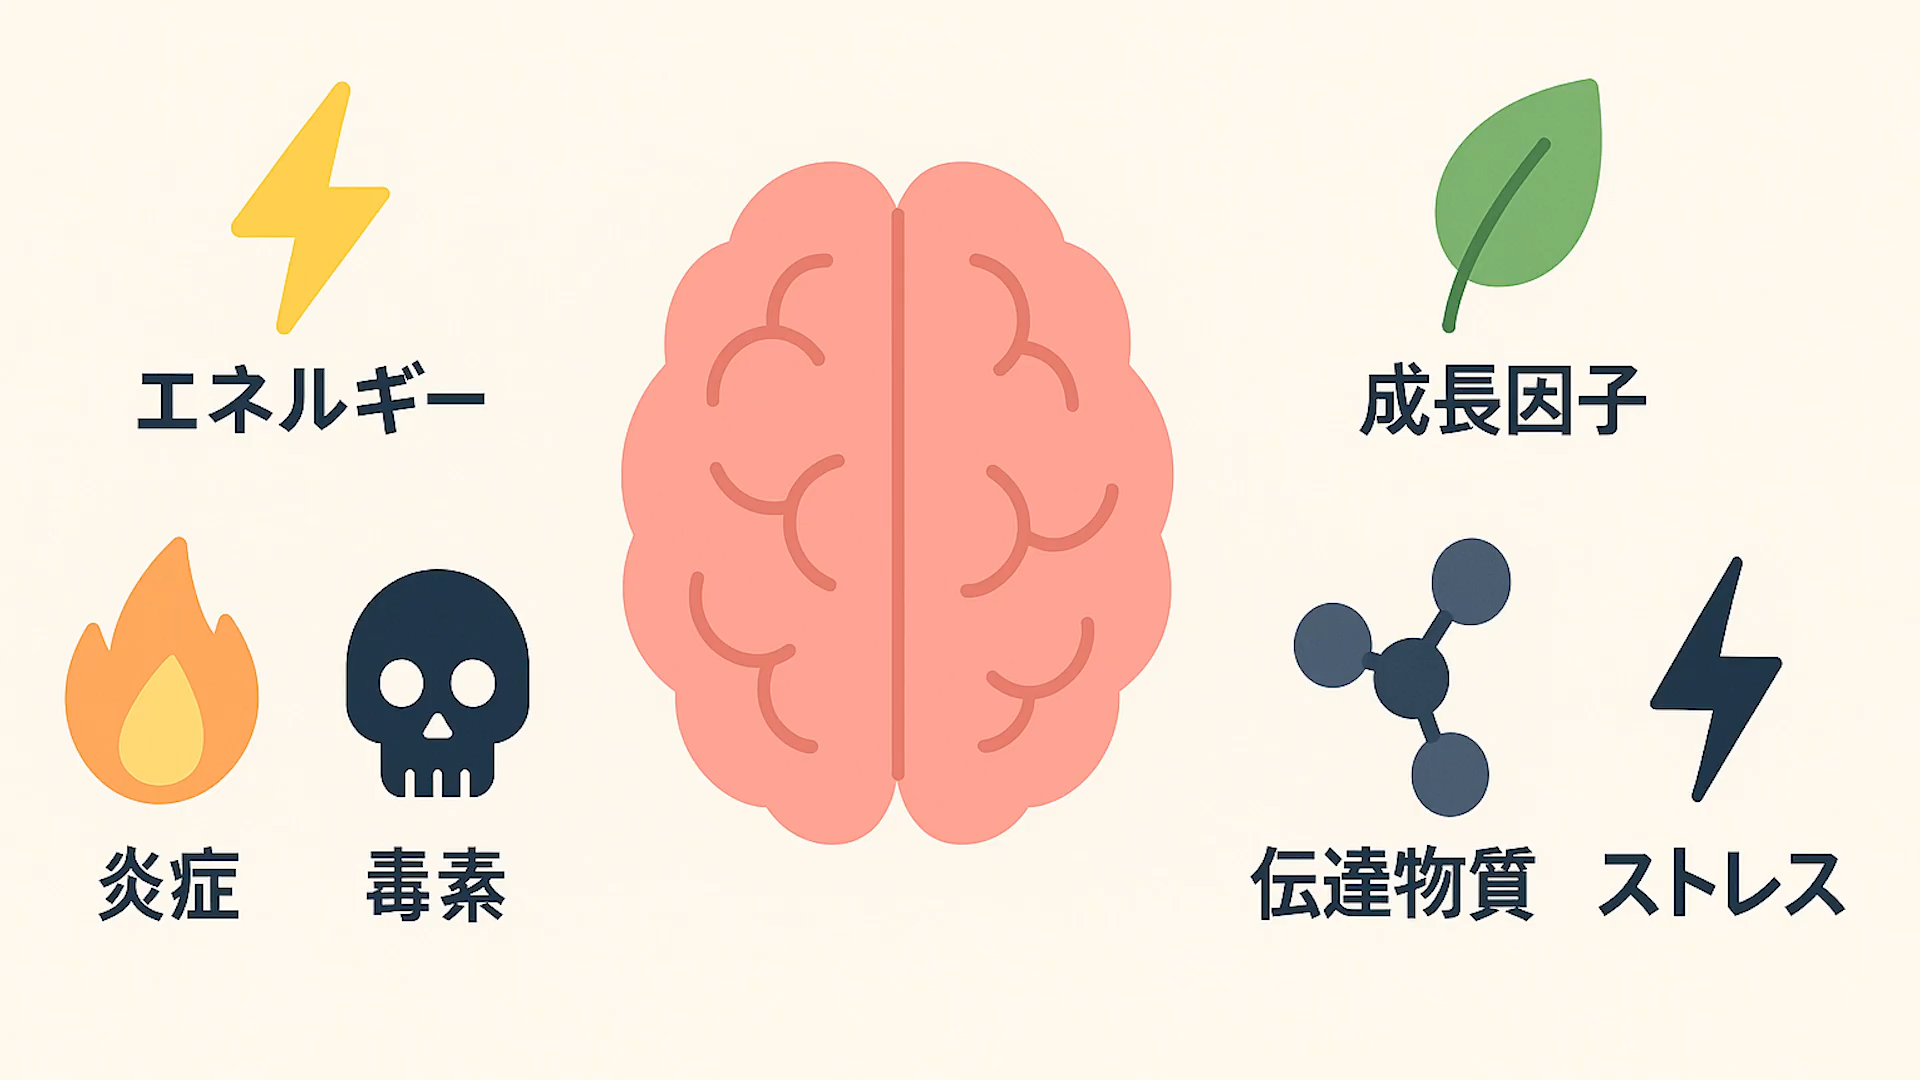 エネルギー
成長因子
炎症
毒素
伝達物質
ストレス